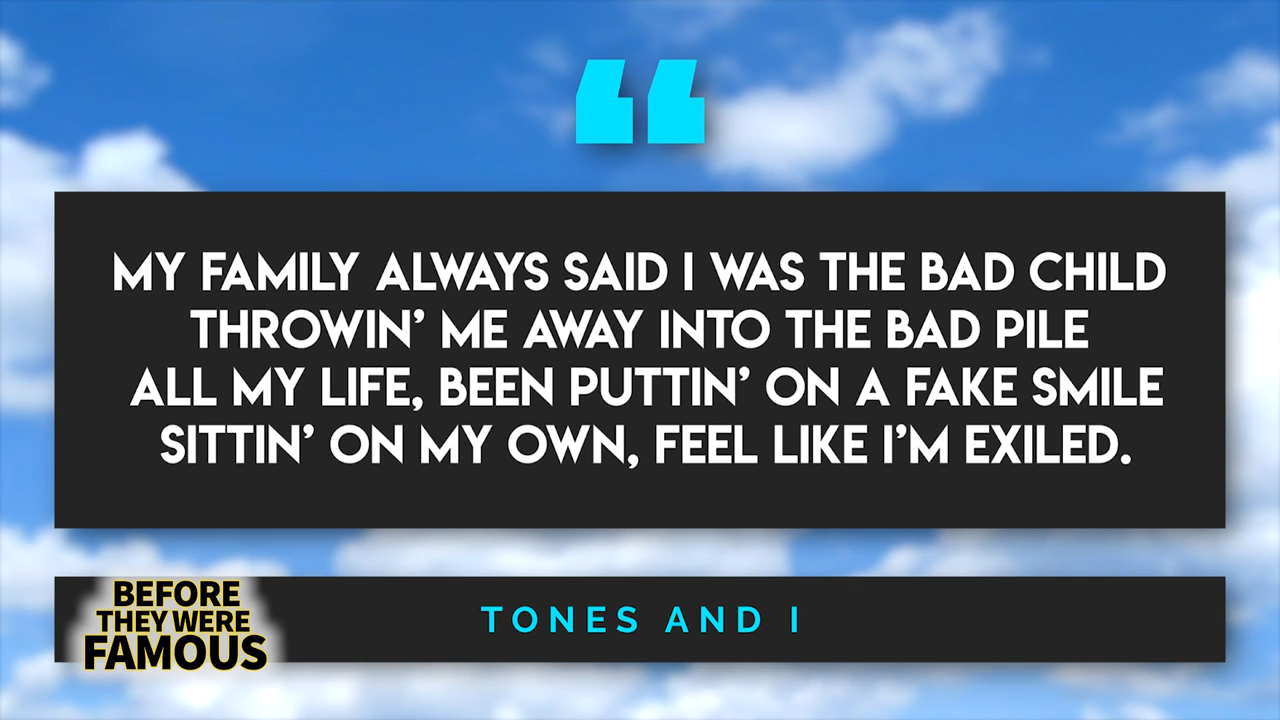 “
MY FAMILY ALWAYS SAID I WAS THE BAD CHILD
THROWIN’ ME AWAY INTO THE BAD PILE
ALL MY LIFE, BEEN PUTTIN’ ON A FAKE SMILE
SITTIN’ ON MY OWN, FEEL LIKE I’M EXILED.
BEFORE
THEY WERE
FAMOUS
TONES AND I